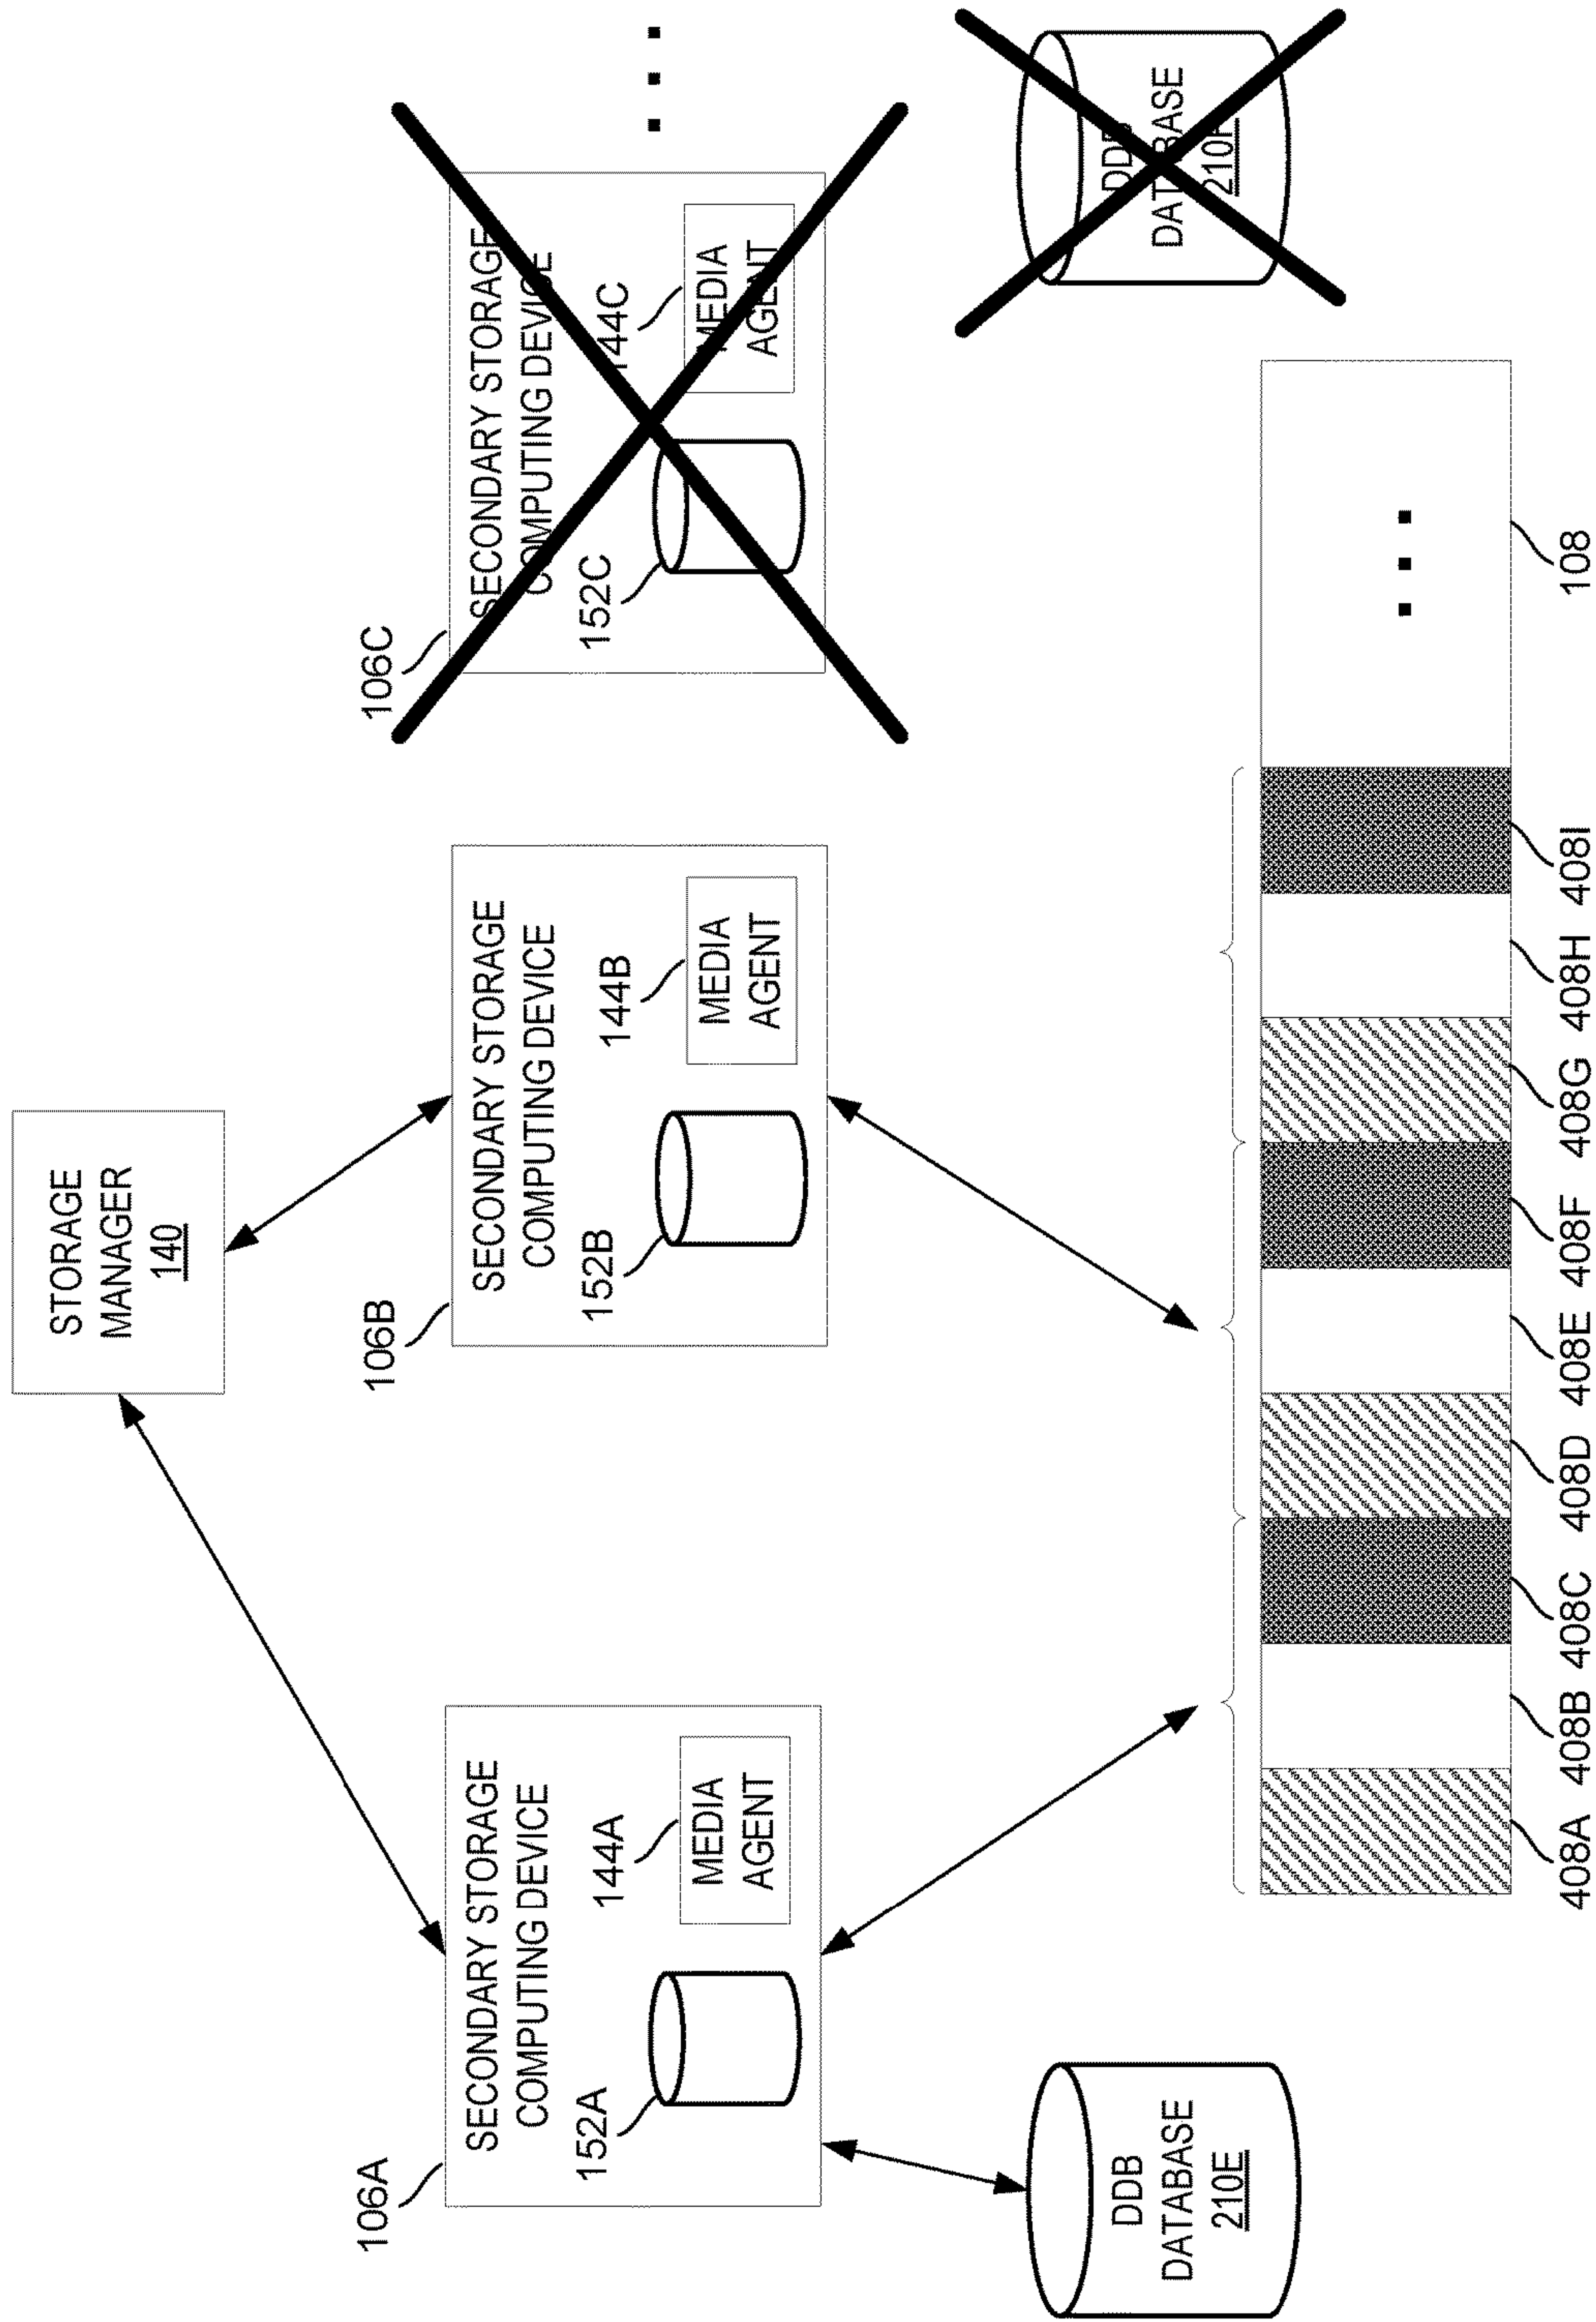 STORAGE
MANAGER
140
106A
SECONDARY STORAGE
COMPUTING DEVICE
152A
144A
MEDIA
AGENT
106B
SECONDARY STORAGE
COMPUTING DEVICE
152B
144B
MEDIA
AGENT
106C
SECONDARY STORAGE
COMPUTING DEVICE
152C
144C
MEDIA
AGENT
DDB
DATABASE
210E
DDB
DATABASE
210F
408A
408B
408C
408D
408E
408F
408G
408H
408I
108